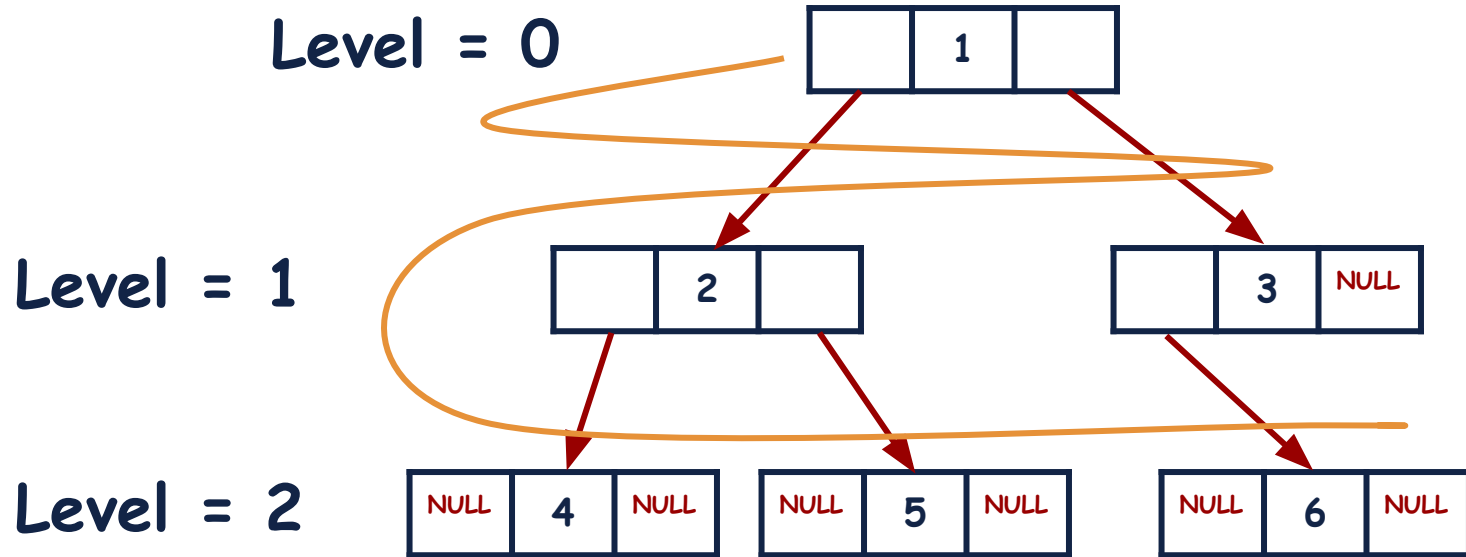 Level = 0 1
Level = 1 2 3 NULL
Level = 2 NULL 4 NULL NULL 5 NULL NULL 6 NULL